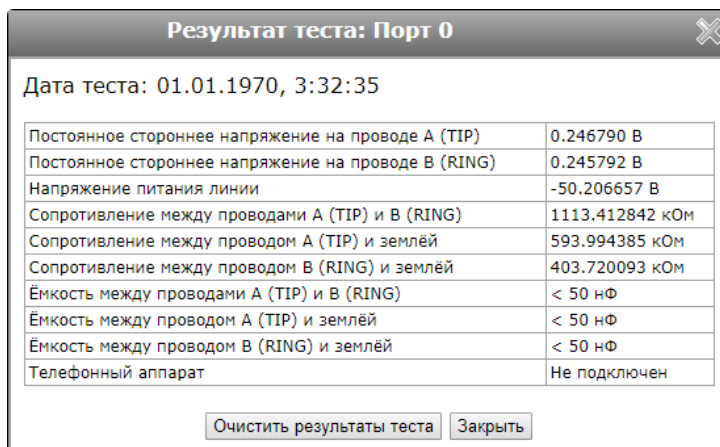 Результат теста: Порт 0
Дата теста: 01.01.1970, 3:32:35
Постоянное стороннее напряжение на проводе A (TIP) 0.246790 В
Постоянное стороннее напряжение на проводе B (RING) 0.245792 В
Напряжение питания линии -50.206657 В
Сопротивление между проводами A (TIP) и B (RING) 1113.412842 кОм
Сопротивление между проводом A (TIP) и землёй 593.994385 кОм
Сопротивление между проводом B (RING) и землёй 403.720093 кОм
Ёмкость между проводами A (TIP) и B (RING) < 50 нФ
Ёмкость между проводом A (TIP) и землёй < 50 нФ
Ёмкость между проводом B (RING) и землёй < 50 нФ
Телефонный аппарат Не подключен
Очистить результаты теста Закрыть